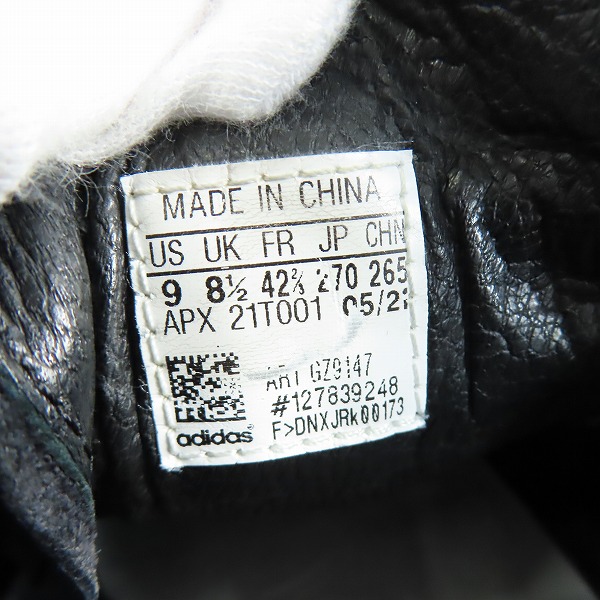 MADE IN CHINA
US UK FR JP CHN
9 8½ 42⅔ 270 265
APX 21T001 05/21
ART GZ9147
#127839248
adidas® F>DNXJRk00173